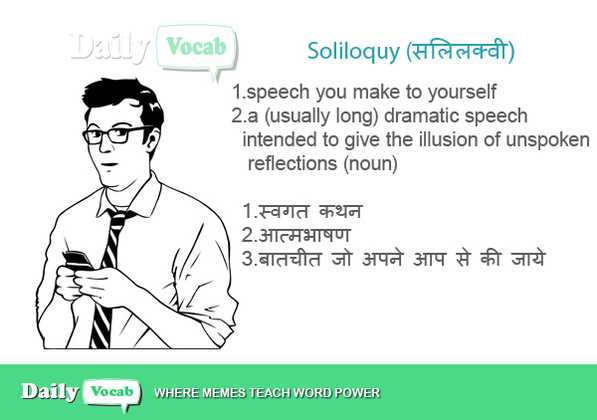 Daily Vocab
Soliloquy (सलिलक्वी)
1.speech you make to yourself
2.a (usually long) dramatic speech
intended to give the illusion of unspoken
reflections (noun)
1.स्वगत कथन
2.आत्मभाषण
3.बातचीत जो अपने आप से की जाये
Daily Vocab WHERE MEMES TEACH WORD POWER